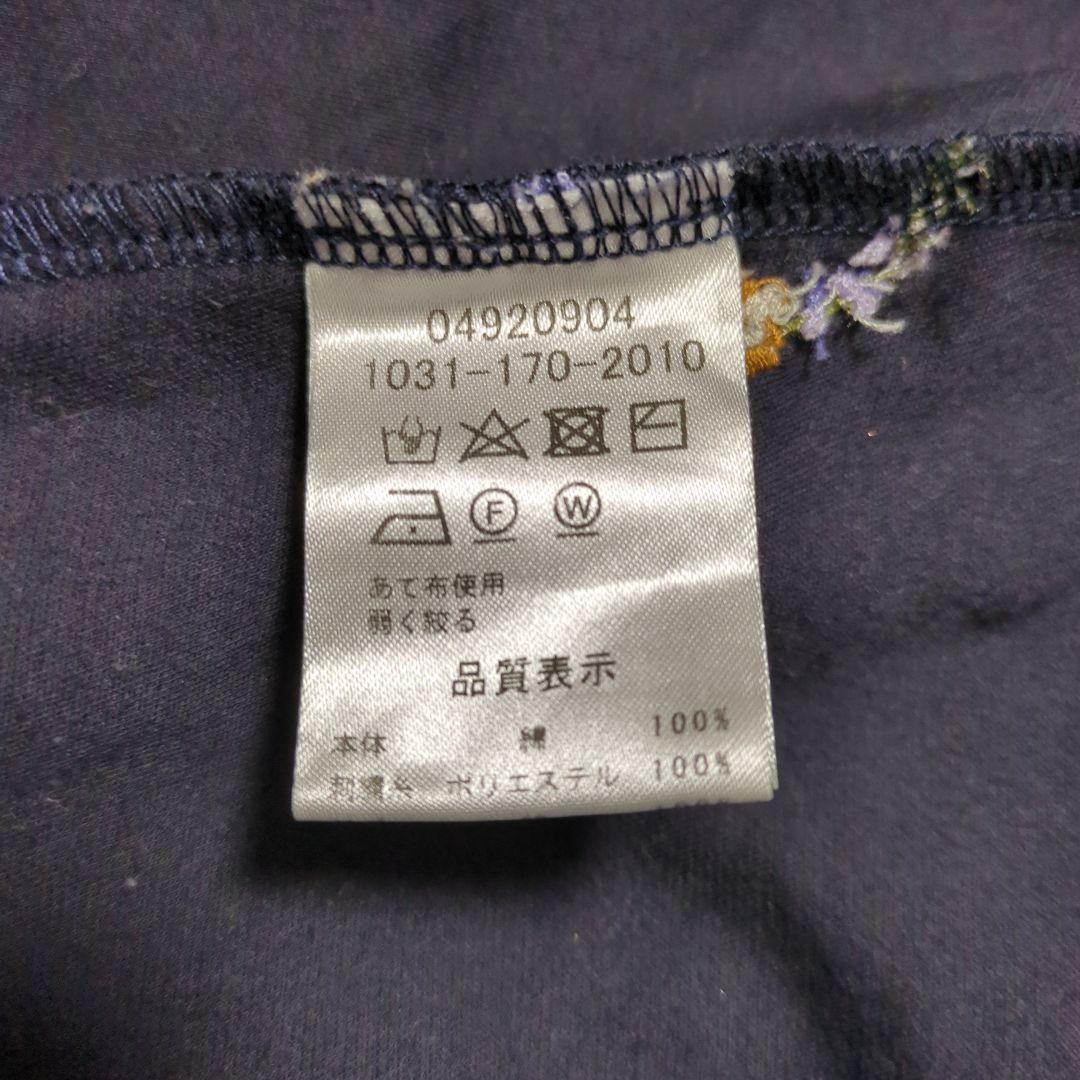 04920904
1031-170-2010
F W
あて布使用
弱く絞る
品質表示
本体 綿 100%
刺繍糸 ポリエステル 100%